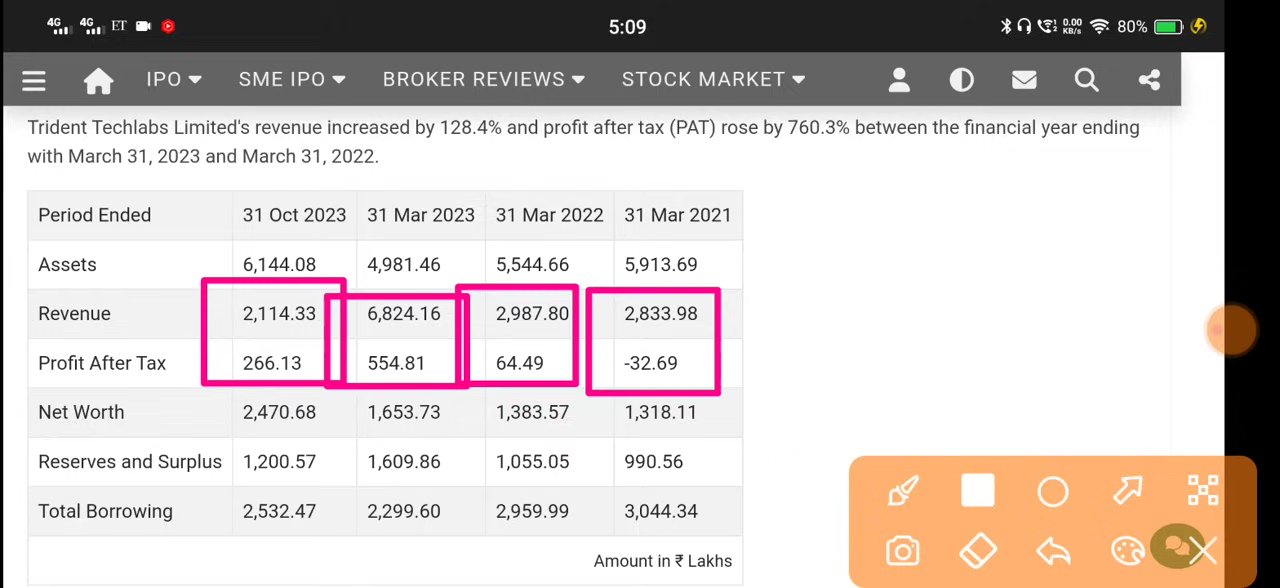 4G 4G ET 5:09 0.00 KB/s 80%
IPO SME IPO BROKER REVIEWS STOCK MARKET
Trident Techlabs Limited's revenue increased by 128.4% and profit after tax (PAT) rose by 760.3% between the financial year ending
with March 31, 2023 and March 31, 2022.
Period Ended 31 Oct 2023 31 Mar 2023 31 Mar 2022 31 Mar 2021
Assets 6,144.08 4,981.46 5,544.66 5,913.69
Revenue 2,114.33 6,824.16 2,987.80 2,833.98
Profit After Tax 266.13 554.81 64.49 -32.69
Net Worth 2,470.68 1,653.73 1,383.57 1,318.11
Reserves and Surplus 1,200.57 1,609.86 1,055.05 990.56
Total Borrowing 2,532.47 2,299.60 2,959.99 3,044.34
Amount in ₹ Lakhs